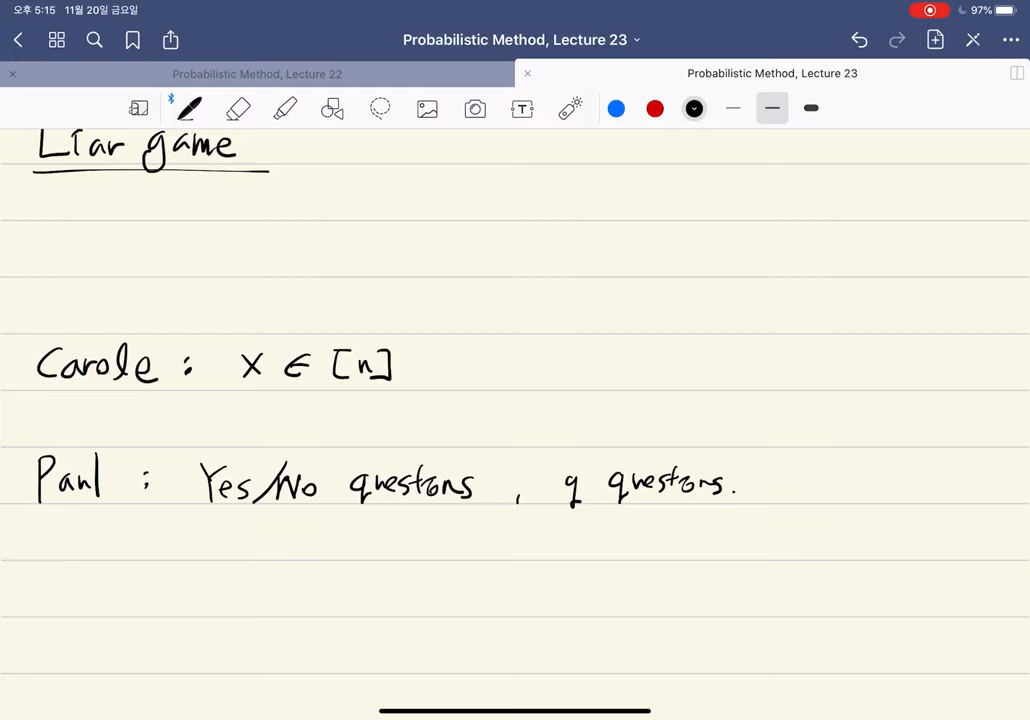 오후 5:15 11월 20일 금요일
97%
Probabilistic Method, Lecture 23
Probabilistic Method, Lecture 22
Probabilistic Method, Lecture 23
Liar game
Carole : x ∈ [n]
Paul : Yes/No questions , q questions.